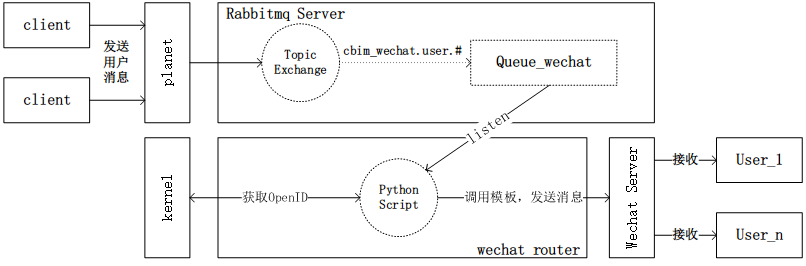 client
client
发送
用户
消息
planet
Rabbitmq Server
Topic
Exchange
cbim_wechat.user.#
Queue_wechat
listen
kernel
获取OpenID
Python
Script
调用模板，发送消息
wechat router
Wechat Server
接收
User_1
接收
User_n